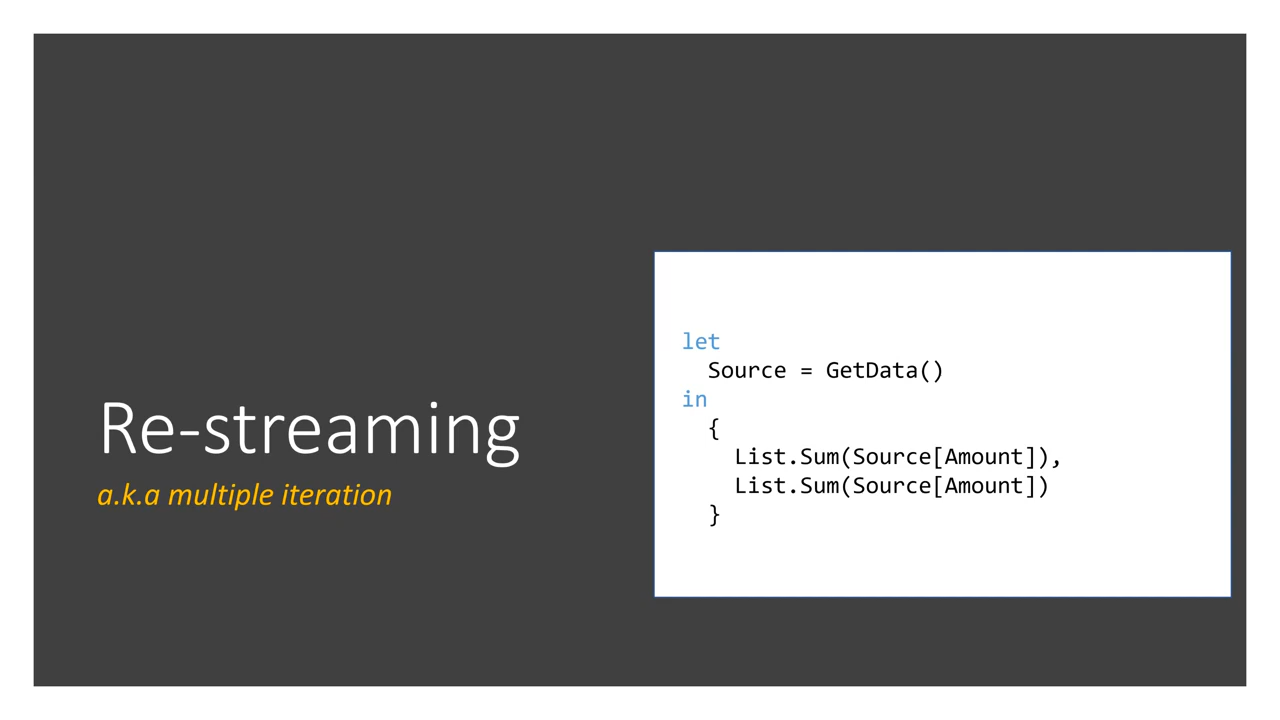 Re-streaming
a.k.a multiple iteration
let
  Source = GetData()
in
  {
    List.Sum(Source[Amount]),
    List.Sum(Source[Amount])
  }